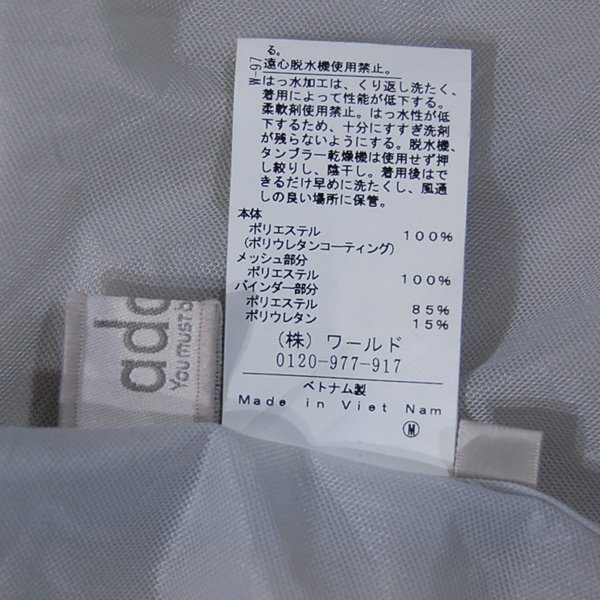 る。
遠心脱水機使用禁止。
W-97
はっ水加工は、くり返し洗たく、
着用によって性能が低下する。
柔軟剤使用禁止。はっ水性が低
下するため、十分にすすぎ洗剤
が残らないようにする。脱水機、
タンブラー乾燥機は使用せず押
し絞りし、陰干し。着用後はで
きるだけ早めに洗たくし、風通
しの良い場所に保管。
本体
ポリエステル 100%
(ポリウレタンコーティング)
メッシュ部分
ポリエステル 100%
バインダー部分
ポリエステル 85%
ポリウレタン 15%
(株) ワールド
0120-977-917
ベトナム製
Made in Viet Nam
M
ada
You must b